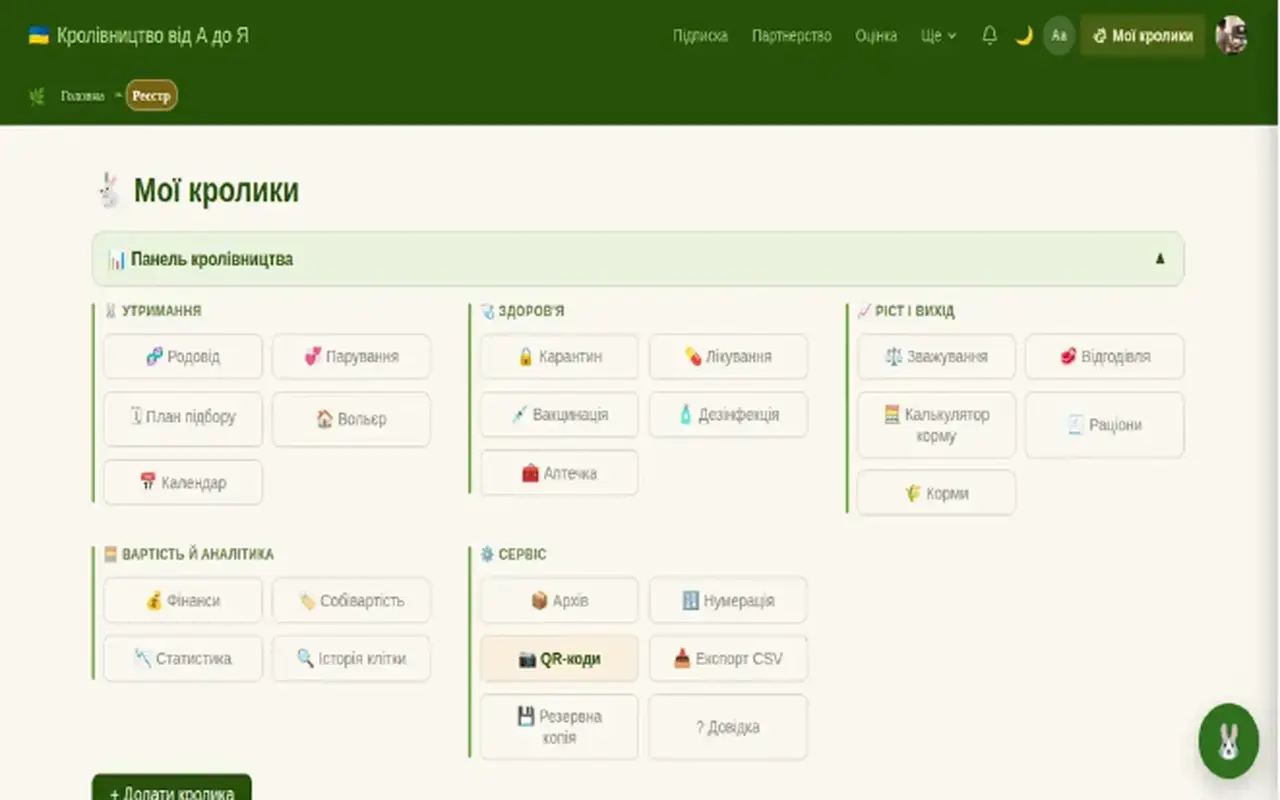 Кролівництво від А до Я
Підписка
Партнерство
Оцінка
Ще
Aa
Мої кролики
Головна
Реєстр
Мої кролики
Панель кролівництва
УТРИМАННЯ
Родовід
Парування
План підбору
Вольєр
Календар
ЗДОРОВ'Я
Карантин
Лікування
Вакцинація
Дезінфекція
Аптечка
РІСТ І ВИХІД
Зважування
Відгодівля
Калькулятор
корму
Раціони
Корми
ВАРТІСТЬ Й АНАЛІТИКА
Фінанси
Собівартість
Статистика
Історія клітки
СЕРВІС
Архів
Нумерація
QR-коди
Експорт CSV
Резервна
копія
? Довідка
+ Додати кролика